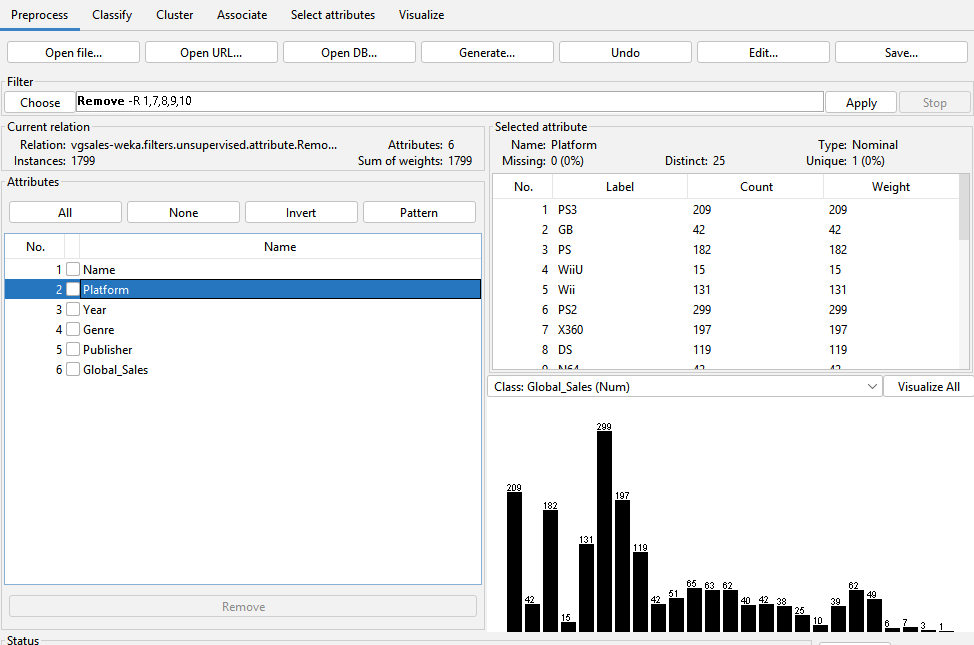 Preprocess Classify Cluster Associate Select attributes Visualize
Open file... Open URL... Open DB... Generate... Undo Edit... Save...
Filter
Choose Remove -R 1,7,8,9,10 Apply Stop
Current relation
Relation: vgsales-weka.filters.unsupervised.attribute.Remo... Attributes: 6
Instances: 1799 Sum of weights: 1799
Attributes
All None Invert Pattern
No. Name
1 Name
2 Platform
3 Year
4 Genre
5 Publisher
6 Global_Sales
Remove
Status
Selected attribute
Name: Platform Type: Nominal
Missing: 0 (0%) Distinct: 25 Unique: 1 (0%)
No. Label Count Weight
1 PS3 209 209
2 GB 42 42
3 PS 182 182
4 WiiU 15 15
5 Wii 131 131
6 PS2 299 299
7 X360 197 197
8 DS 119 119
9 N64 42 42
Class: Global_Sales (Num) Visualize All
209 42 182 15 131 299 197 119 42 51 65 63 62 40 42 38 25 10 39 62 49 6 7 3 1